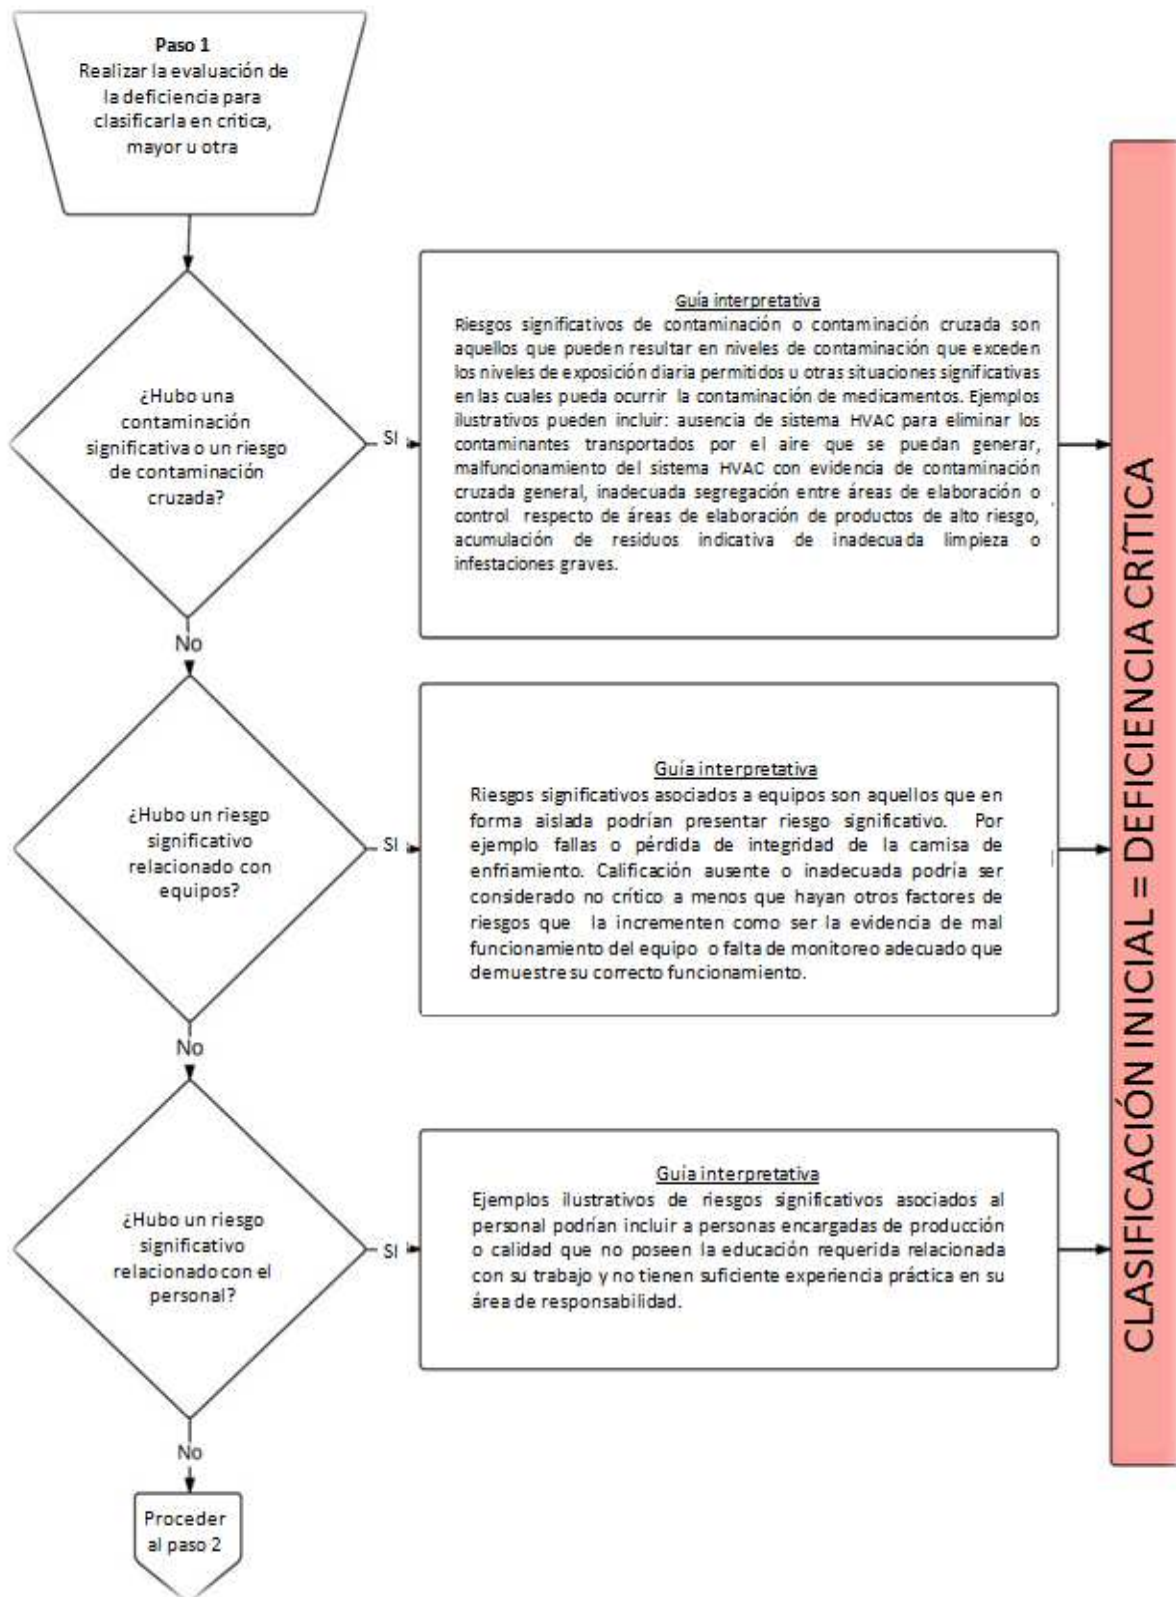 Paso 1
Realizar la evaluación de
la deficiencia para
clasificarla en critica,
mayor u otra
¿Hubo una
contaminación
significativa o un riesgo
de contaminación
cruzada?
SI
Guía interpretativa
Riesgos significativos de contaminación o contaminación cruzada son
aquellos que pueden resultar en niveles de contaminación que exceden
los niveles de exposición diaria permitidos u otras situaciones significativas
en las cuales pueda ocurrir la contaminación de medicamentos. Ejemplos
ilustrativos pueden incluir: ausencia de sistema HVAC para eliminar los
contaminantes transportados por el aire que se puedan generar,
malfuncionamiento del sistema HVAC con evidencia de contaminación
cruzada general, inadecuada segregación entre áreas de elaboración o
control respecto de áreas de elaboración de productos de alto riesgo,
acumulación de residuos indicativa de inadecuada limpieza o
infestaciones graves.
No
¿Hubo un riesgo
significativo
relacionado con
equipos?
SI
Guía interpretativa
Riesgos significativos asociados a equipos son aquellos que en
forma aislada podrían presentar riesgo significativo. Por
ejemplo fallas o pérdida de integridad de la camisa de
enfriamiento. Calificación ausente o inadecuada podría ser
considerado no crítico a menos que hayan otros factores de
riesgos que la incrementen como ser la evidencia de mal
funcionamiento del equipo o falta de monitoreo adecuado que
demuestre su correcto funcionamiento.
No
¿Hubo un riesgo
significativo
relacionado con el
personal?
SI
Guía interpretativa
Ejemplos ilustrativos de riesgos significativos asociados al
personal podrían incluir a personas encargadas de producción
o calidad que no poseen la educación requerida relacionada
con su trabajo y no tienen suficiente experiencia práctica en su
área de responsabilidad.
No
Proceder
al paso 2
CLASIFICACIÓN INICIAL = DEFICIENCIA CRÍTICA